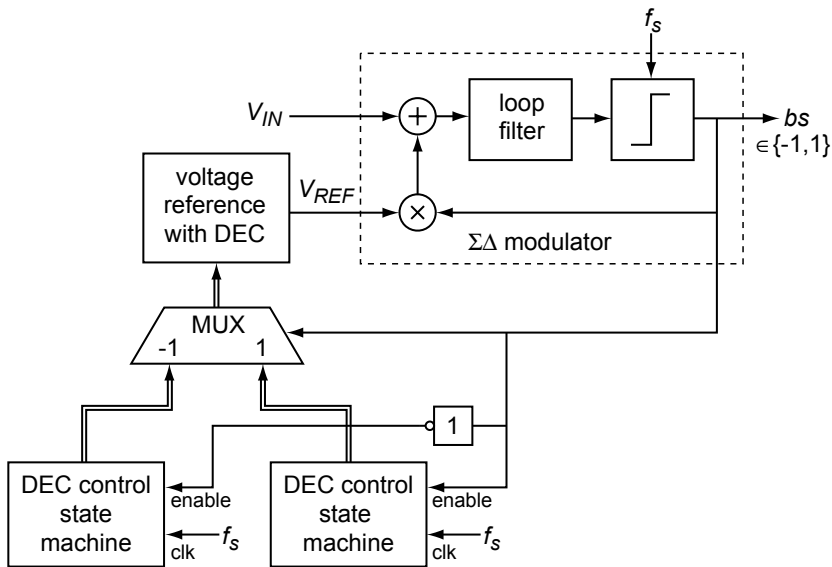 f_s
V_IN
+
loop
filter
bs
∈{-1,1}
voltage
reference
with DEC
V_REF
×
ΣΔ modulator
MUX
-1 1
1
DEC control
state
machine
enable
clk
f_s
DEC control
state
machine
enable
clk
f_s